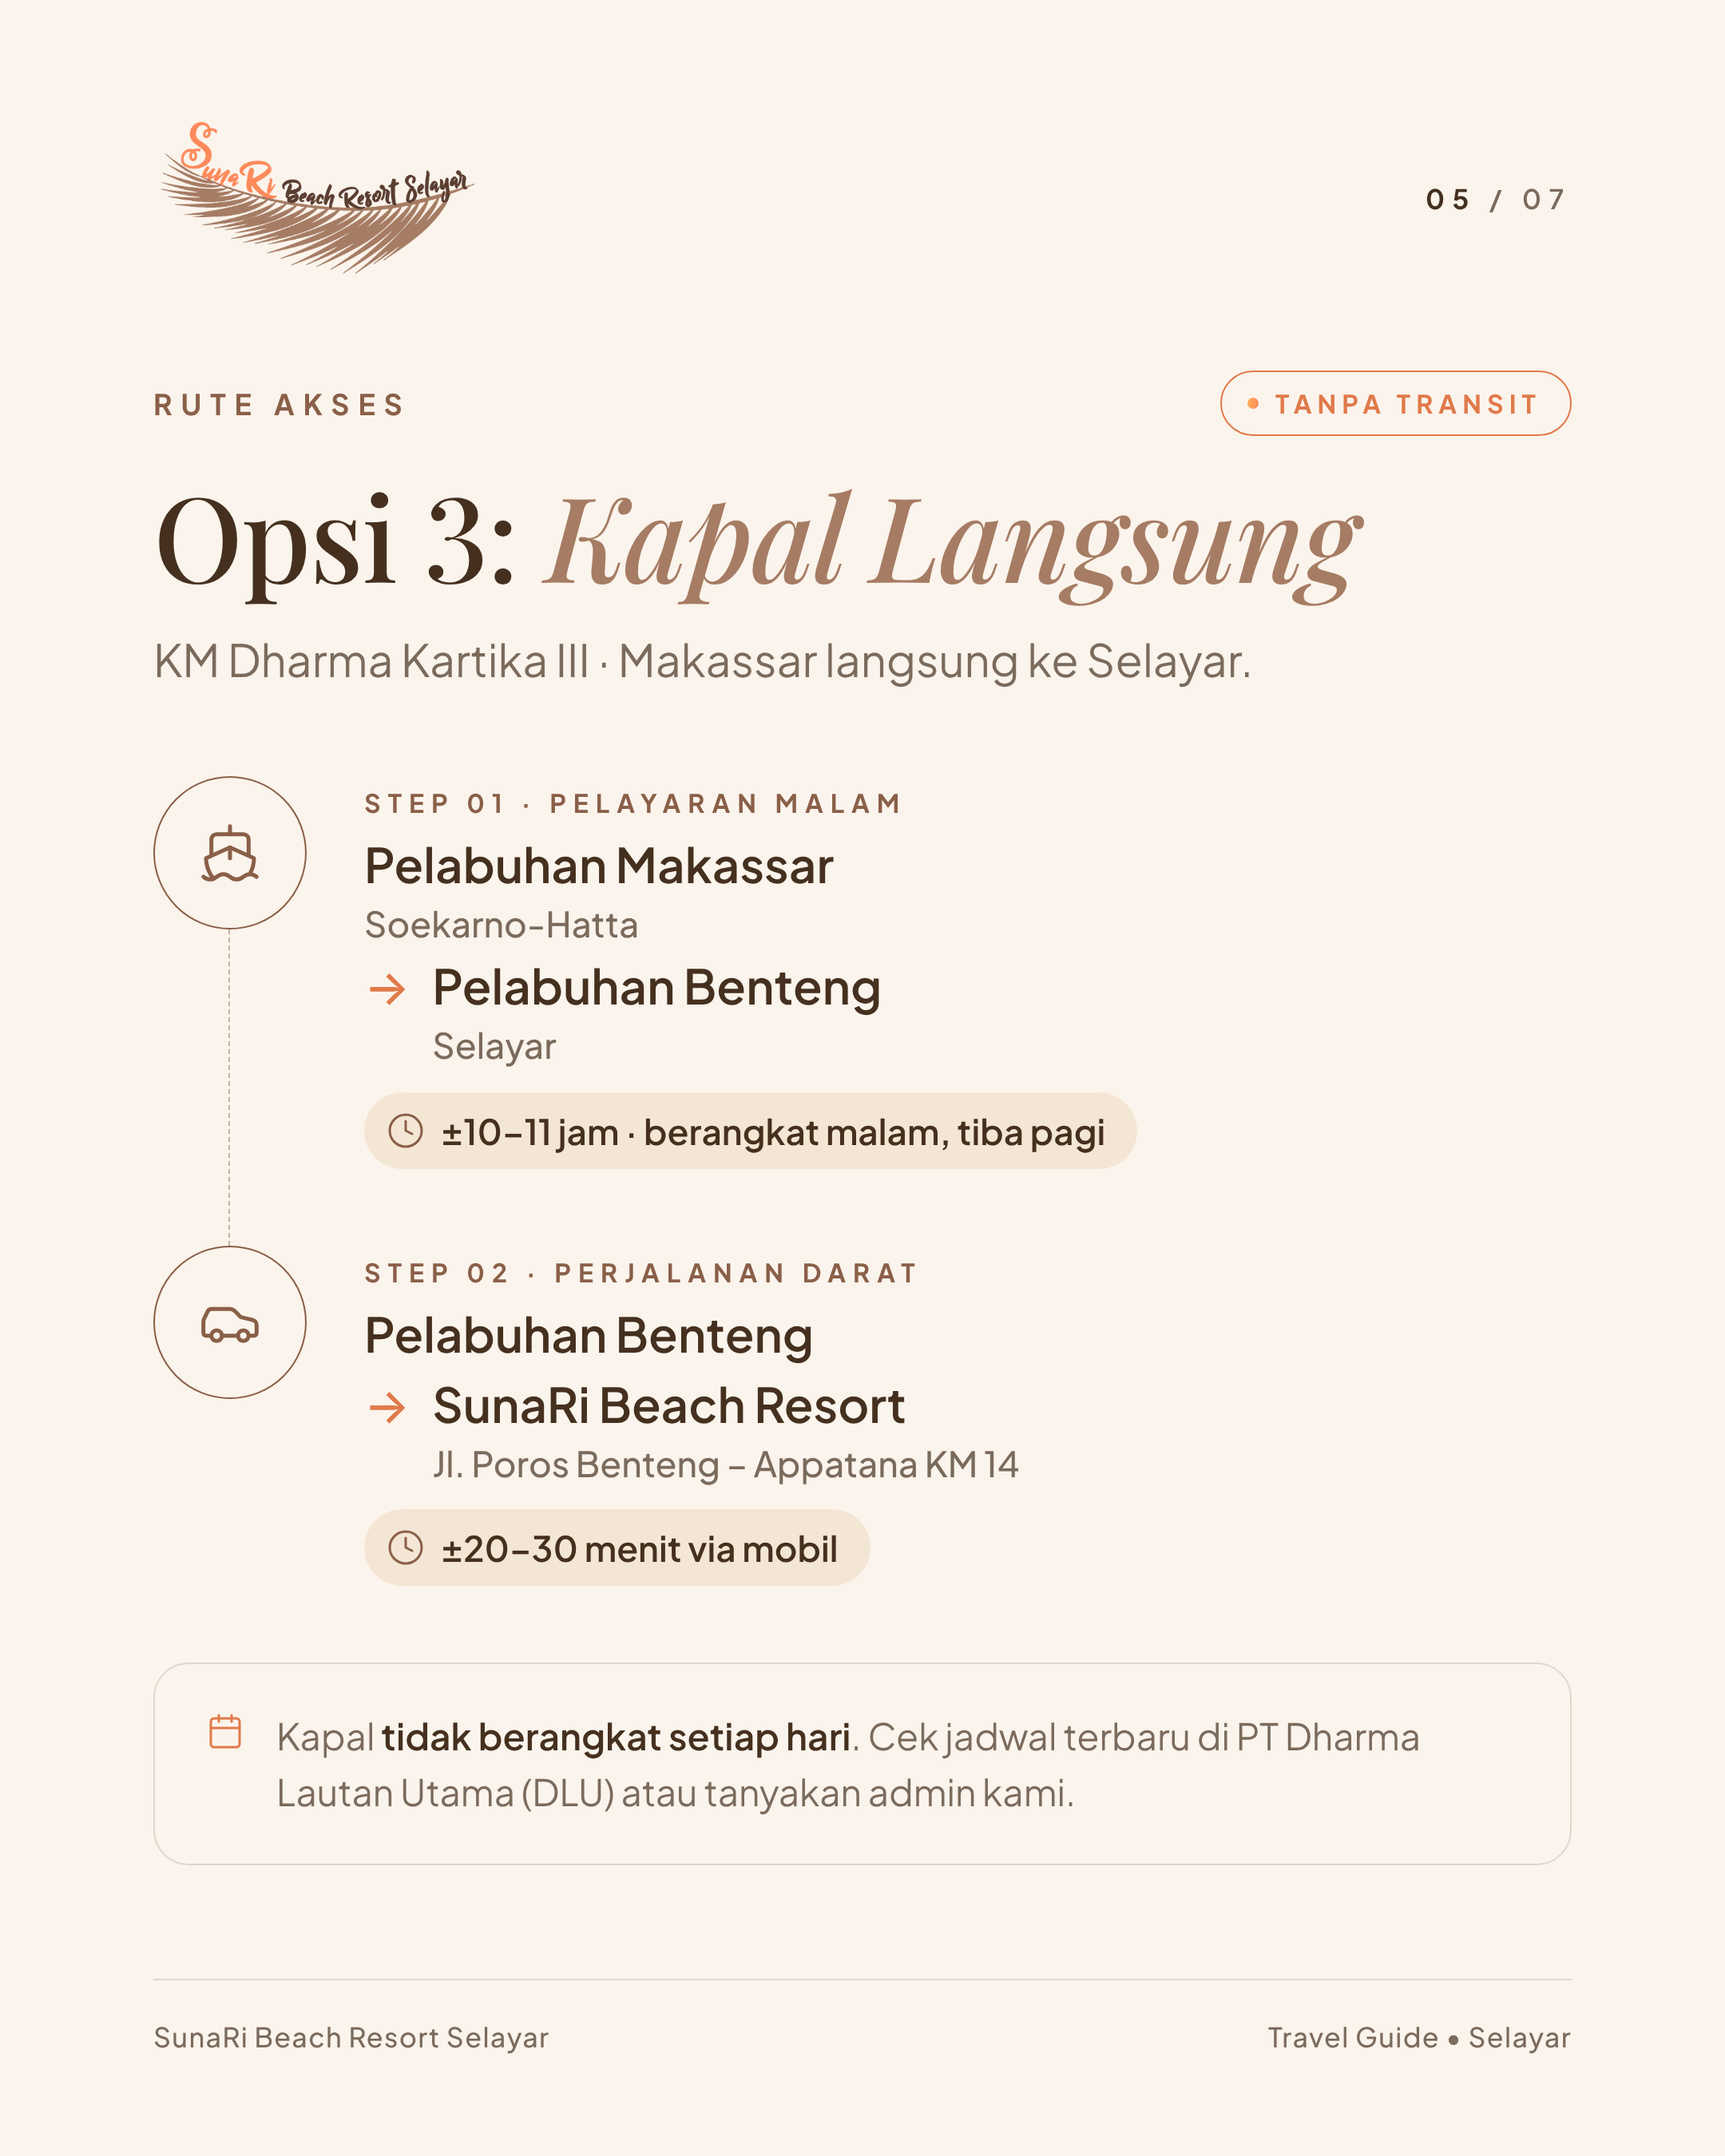 SunaRi Beach Resort Selayar
05 / 07
RUTE AKSES
TANPA TRANSIT
Opsi 3: Kapal Langsung
KM Dharma Kartika III · Makassar langsung ke Selayar.
STEP 01 · PELAYARAN MALAM
Pelabuhan Makassar
Soekarno-Hatta
→ Pelabuhan Benteng
Selayar
±10–11 jam · berangkat malam, tiba pagi
STEP 02 · PERJALANAN DARAT
Pelabuhan Benteng
→ SunaRi Beach Resort
Jl. Poros Benteng – Appatana KM 14
±20–30 menit via mobil
Kapal tidak berangkat setiap hari. Cek jadwal terbaru di PT Dharma
Lautan Utama (DLU) atau tanyakan admin kami.
SunaRi Beach Resort Selayar
Travel Guide • Selayar